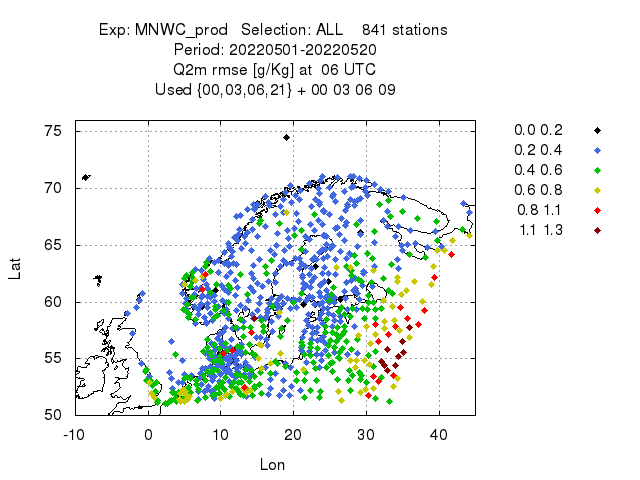 Exp: MNWC_prod Selection: ALL 841 stations
Period: 20220501-20220520
Q2m rmse [g/Kg] at 06 UTC
Used {00,03,06,21} + 00 03 06 09
0.0 0.2
0.2 0.4
0.4 0.6
0.6 0.8
0.8 1.1
1.1 1.3
75
70
65
60
55
50
Lat
-10 0 10 20 30 40
Lon